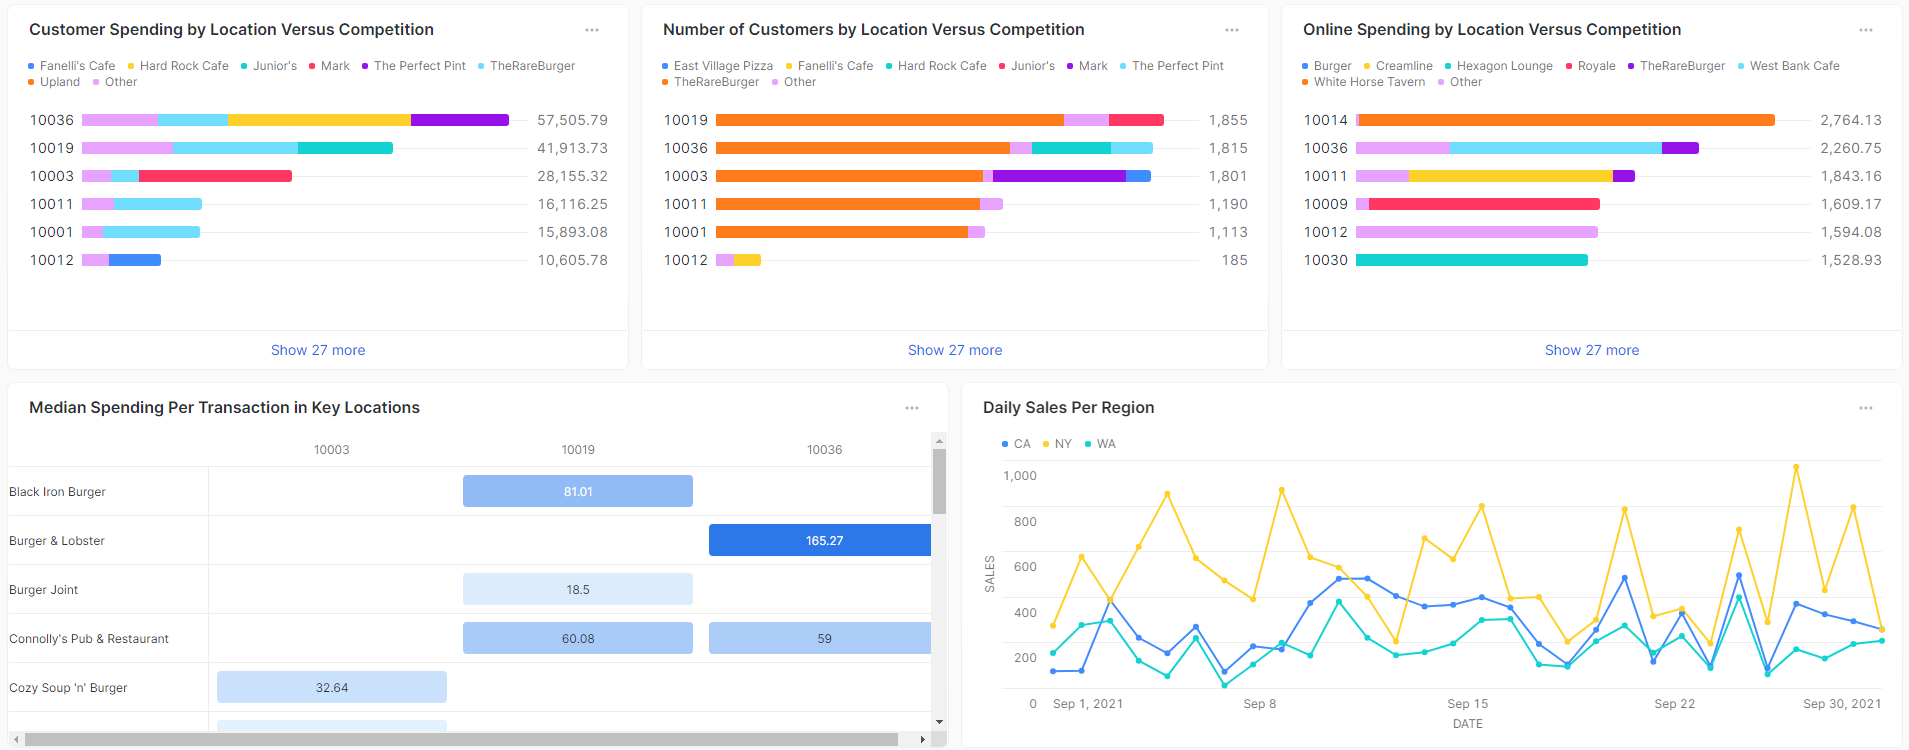 Customer Spending by Location Versus Competition
Fanelli's Cafe Hard Rock Cafe Junior's Mark The Perfect Pint TheRareBurger
Upland Other
10036 57,505.79
10019 41,913.73
10003 28,155.32
10011 16,116.25
10001 15,893.08
10012 10,605.78
Show 27 more
Number of Customers by Location Versus Competition
East Village Pizza Fanelli's Cafe Hard Rock Cafe Junior's Mark The Perfect Pint
TheRareBurger Other
10019 1,855
10036 1,815
10003 1,801
10011 1,190
10001 1,113
10012 185
Show 27 more
Online Spending by Location Versus Competition
Burger Creamline Hexagon Lounge Royale TheRareBurger West Bank Cafe
White Horse Tavern Other
10014 2,764.13
10036 2,260.75
10011 1,843.16
10009 1,609.17
10012 1,594.08
10030 1,528.93
Show 27 more
Median Spending Per Transaction in Key Locations
10003 10019 10036
Black Iron Burger 81.01
Burger & Lobster 165.27
Burger Joint 18.5
Connolly's Pub & Restaurant 60.08 59
Cozy Soup 'n' Burger 32.64
Daily Sales Per Region
CA NY WA
1,000
800
600
400
200
0
SALES
Sep 1, 2021 Sep 8 Sep 15 Sep 22 Sep 30, 2021
DATE